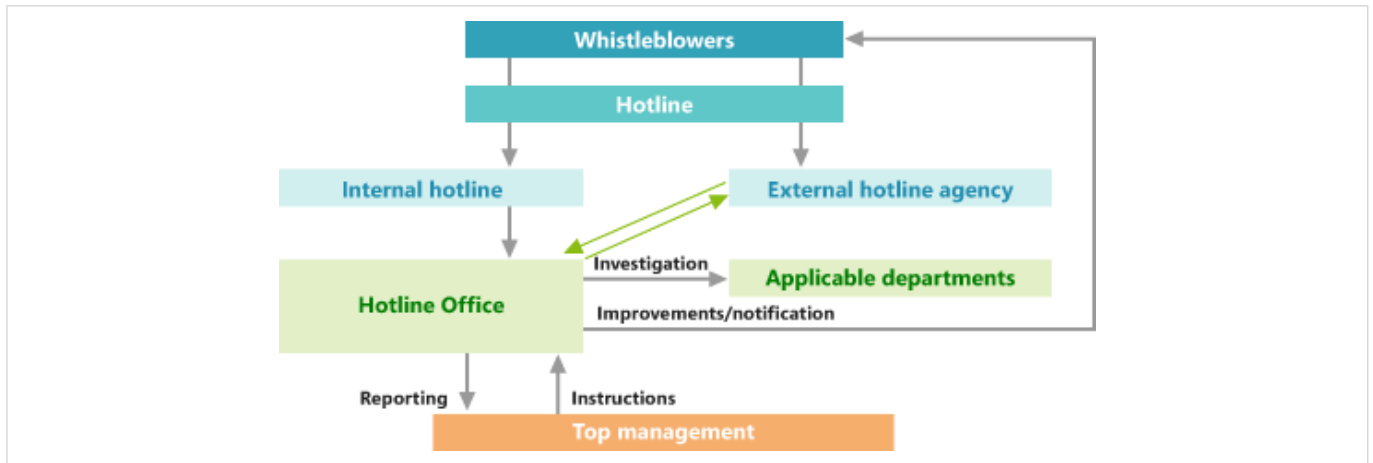 Whistleblowers
Hotline
Internal hotline
External hotline agency
Investigation
Applicable departments
Hotline Office
Improvements/notification
Reporting
Instructions
Top management